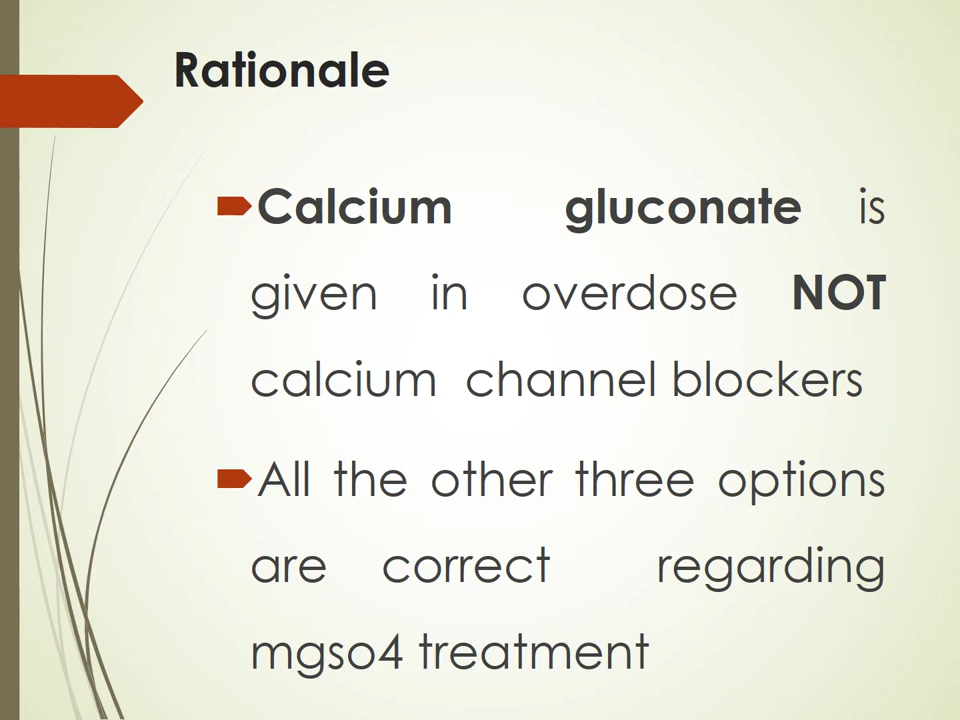 Rationale
Calcium gluconate is
given in overdose NOT
calcium channel blockers
All the other three options
are correct regarding
mgso4 treatment